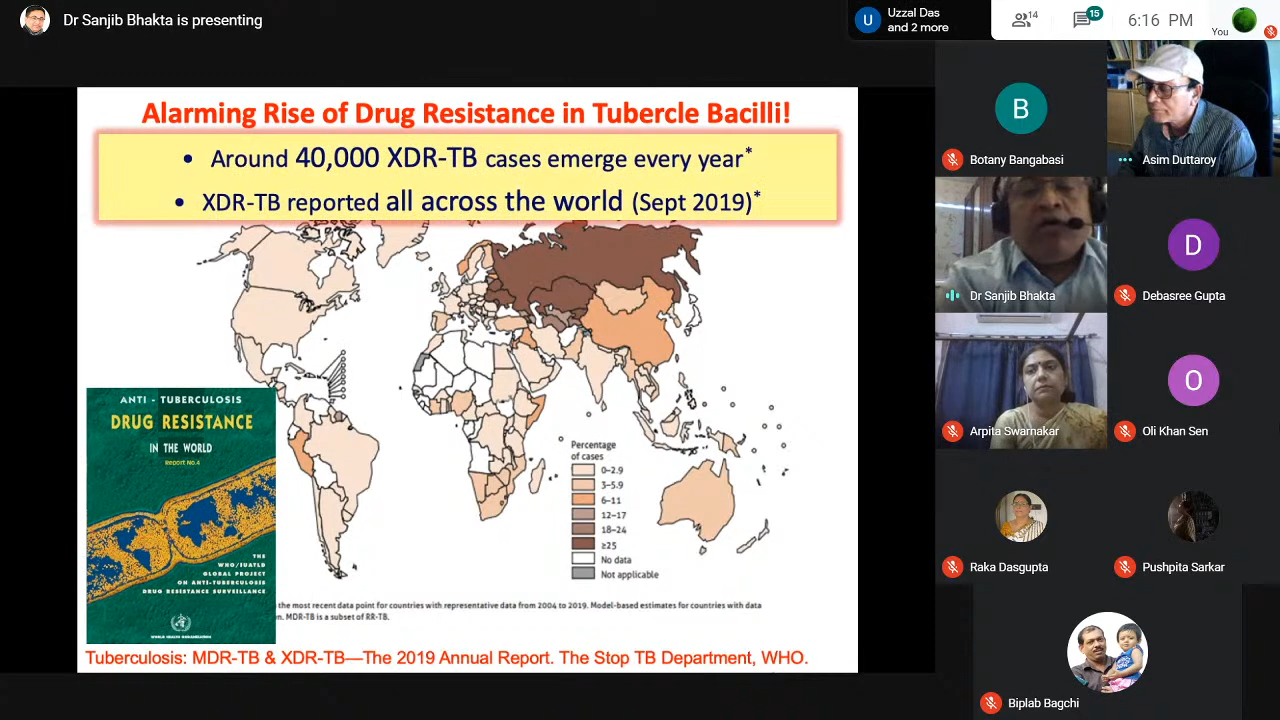 Dr Sanjib Bhakta is presenting
U
Uzzal Das
and 2 more
14
15
6:16 PM
You
Alarming Rise of Drug Resistance in Tubercle Bacilli!
• Around 40,000 XDR-TB cases emerge every year*
• XDR-TB reported all across the world (Sept 2019)*
ANTI - TUBERCULOSIS
DRUG RESISTANCE
IN THE WORLD
Report No.4
THE
WHO/IUATLD
GLOBAL PROJECT
ON ANTI-TUBERCULOSIS
DRUG RESISTANCE SURVEILLANCE
WORLD HEALTH ORGANIZATION
Percentage
of cases
0–2.9
3–5.9
6–11
12–17
18–24
≥25
No data
Not applicable
the most recent data point for countries with representative data from 2004 to 2019. Model-based estimates for countries with data
n. MDR-TB is a subset of RR-TB.
Tuberculosis: MDR-TB & XDR-TB—The 2019 Annual Report. The Stop TB Department, WHO.
B
Botany Bangabasi
Asim Duttaroy
Dr Sanjib Bhakta
D
Debasree Gupta
Arpita Swarnakar
O
Oli Khan Sen
Raka Dasgupta
Pushpita Sarkar
Biplab Bagchi